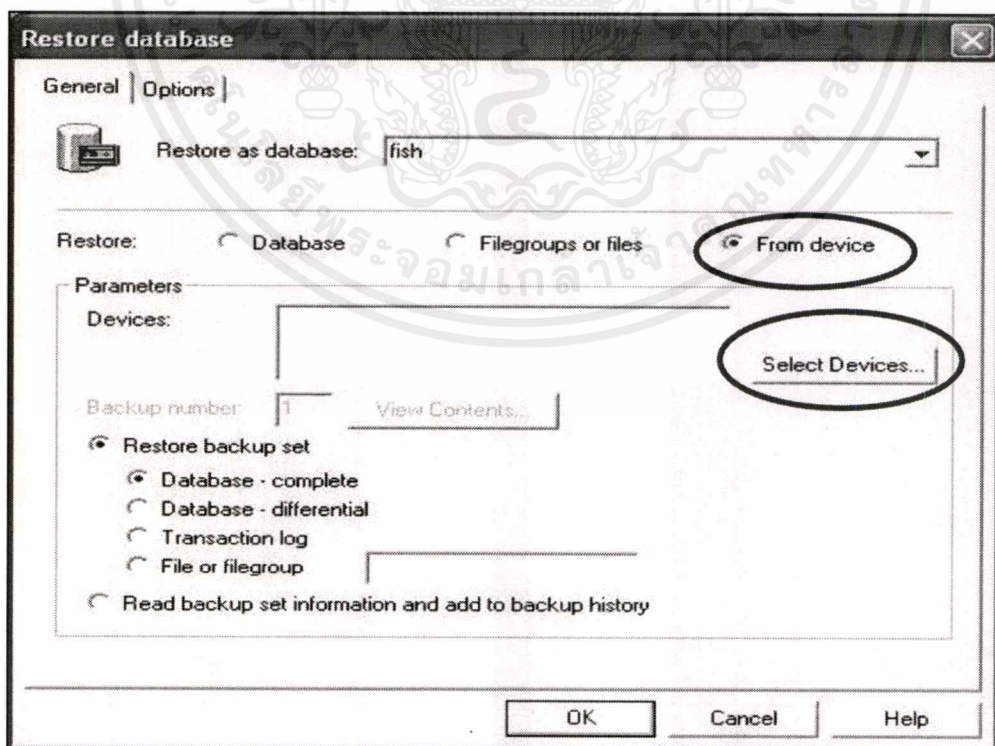 Restore database
General
Options
Restore as database:
fish
Restore:
Database
Filegroups or files
From device
Parameters
Devices:
Select Devices...
Backup number:
1
View Contents...
Restore backup set
Database - complete
Database - differential
Transaction log
File or filegroup
Read backup set information and add to backup history
OK
Cancel
Help